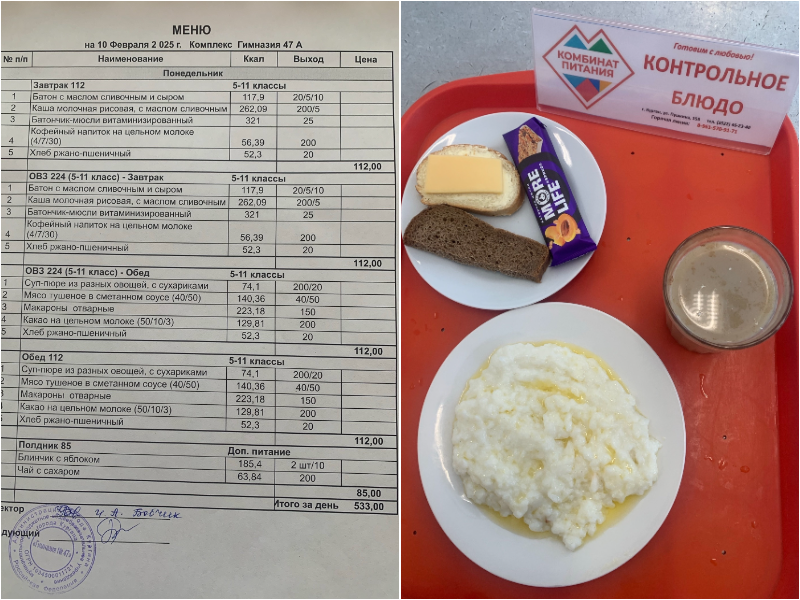 МЕНЮ
на 10 Февраля 2 025 г. Комплекс Гимназия 47 А
№ п/п Наименование Ккал Выход Цена
Понедельник
Завтрак 112 5-11 классы
1 Батон с маслом сливочным и сыром 117,9 20/5/10
2 Каша молочная рисовая, с маслом сливочным 262,09 200/5
3 Батончик-мюсли витаминизированный 321 25
Кофейный напиток на цельном молоке
4 (4/7/30) 56,39 200
5 Хлеб ржано-пшеничный 52,3 20
112,00
ОВЗ 224 (5-11 класс) - Завтрак 5-11 классы
1 Батон с маслом сливочным и сыром 117,9 20/5/10
2 Каша молочная рисовая, с маслом сливочным 262,09 200/5
3 Батончик-мюсли витаминизированный 321 25
Кофейный напиток на цельном молоке
4 (4/7/30) 56,39 200
5 Хлеб ржано-пшеничный 52,3 20
112,00
ОВЗ 224 (5-11 класс) - Обед 5-11 классы
1 Суп-пюре из разных овощей, с сухариками 74,1 200/20
2 Мясо тушеное в сметанном соусе (40/50) 140,36 40/50
3 Макароны отварные 223,18 150
4 Какао на цельном молоке (50/10/3) 129,81 200
5 Хлеб ржано-пшеничный 52,3 20
112,00
Обед 112 5-11 классы
Суп-пюре из разных овощей, с сухариками 74,1 200/20
Мясо тушеное в сметанном соусе (40/50) 140,36 40/50
Макароны отварные 223,18 150
Какао на цельном молоке (50/10/3) 129,81 200
Хлеб ржано-пшеничный 52,3 20
112,00
Полдник 85 Доп. питание
Блинчик с яблоком 185,4 2 шт/10
Чай с сахаром 63,84 200
85,00
Итого за день 533,00
ектор И. А. Бовчик
дующий
«Гимназия № 47»
КОМБИНАТ
ПИТАНИЯ
Готовим с любовью!
КОНТРОЛЬНОЕ
БЛЮДО
Горячая линия:
MORE
LIFE